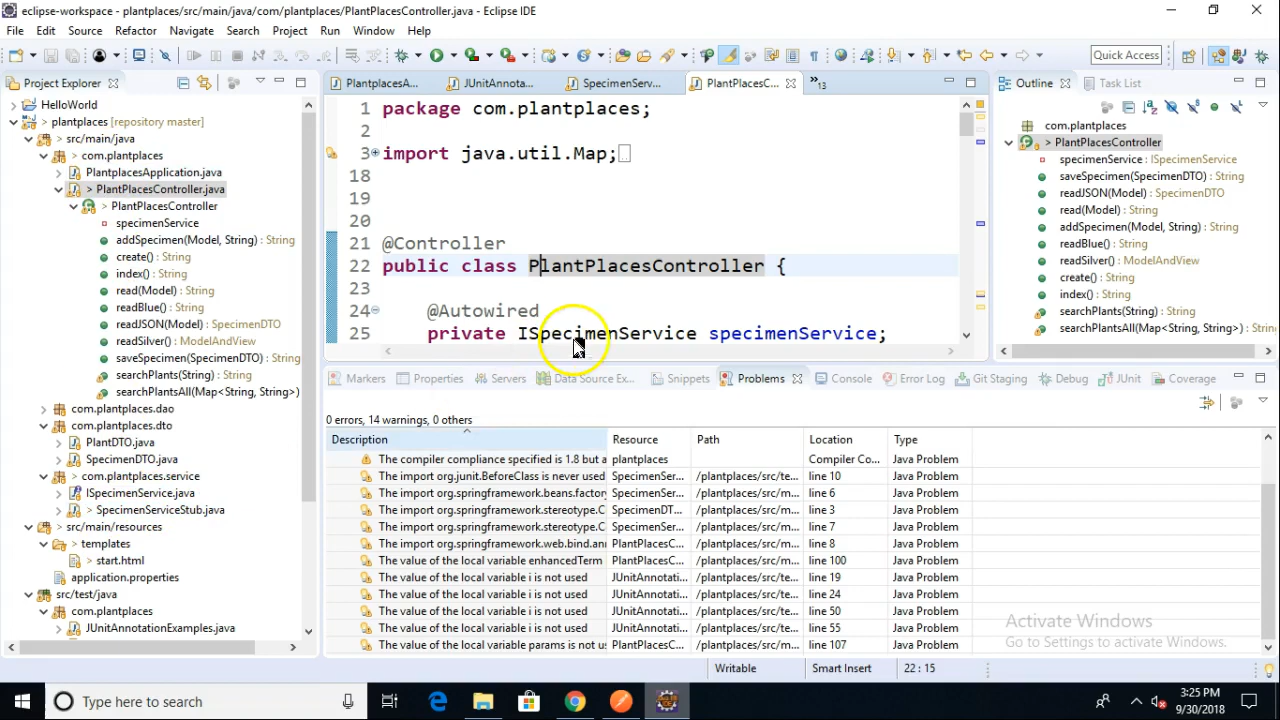 eclipse-workspace - plantplaces/src/main/java/com/plantplaces/PlantPlacesController.java - Eclipse IDE
File Edit Source Refactor Navigate Search Project Run Window Help
Quick Access
Project Explorer
HelloWorld
plantplaces [repository master]
src/main/java
com.plantplaces
PlantplacesApplication.java
> PlantPlacesController.java
> PlantPlacesController
specimenService
addSpecimen(Model, String) : String
create() : String
index() : String
read(Model) : String
readBlue() : String
readJSON(Model) : SpecimenDTO
readSilver() : ModelAndView
saveSpecimen(SpecimenDTO) : String
searchPlants(String) : String
searchPlantsAll(Map<String, String>)
com.plantplaces.dao
com.plantplaces.dto
PlantDTO.java
SpecimenDTO.java
com.plantplaces.service
ISpecimenService.java
> SpecimenServiceStub.java
src/main/resources
templates
> start.html
application.properties
src/test/java
com.plantplaces
JUnitAnnotationExamples.java
PlantplacesA... JUnitAnnota... SpecimenServ... PlantPlacesC... »13
1 package com.plantplaces;
2
3 import java.util.Map;
18
19
20
21 @Controller
22 public class PlantPlacesController {
23
24 @Autowired
25 private ISpecimenService specimenService;
Outline Task List
com.plantplaces
> PlantPlacesController
specimenService : ISpecimenService
saveSpecimen(SpecimenDTO) : String
readJSON(Model) : SpecimenDTO
read(Model) : String
addSpecimen(Model, String) : String
readBlue() : String
readSilver() : ModelAndView
create() : String
index() : String
searchPlants(String) : String
searchPlantsAll(Map<String, String>) : String
Markers Properties Servers Data Source Ex... Snippets Problems Console Error Log Git Staging Debug JUnit Coverage
0 errors, 14 warnings, 0 others
Description Resource Path Location Type
The compiler compliance specified is 1.8 but a plantplaces Compiler Co... Java Problem
The import org.junit.BeforeClass is never used SpecimenSer... /plantplaces/src/te... line 10 Java Problem
The import org.springframework.beans.factory SpecimenSer... /plantplaces/src/m... line 6 Java Problem
The import org.springframework.stereotype.C SpecimenDT... /plantplaces/src/m... line 3 Java Problem
The import org.springframework.stereotype.C SpecimenSer... /plantplaces/src/m... line 7 Java Problem
The import org.springframework.web.bind.an PlantPlacesC... /plantplaces/src/m... line 8 Java Problem
The value of the local variable enhancedTerm PlantPlacesC... /plantplaces/src/m... line 100 Java Problem
The value of the local variable i is not used JUnitAnnotati... /plantplaces/src/te... line 19 Java Problem
The value of the local variable i is not used JUnitAnnotati... /plantplaces/src/te... line 24 Java Problem
The value of the local variable i is not used JUnitAnnotati... /plantplaces/src/te... line 50 Java Problem
The value of the local variable i is not used JUnitAnnotati... /plantplaces/src/te... line 55 Java Problem
The value of the local variable params is not us PlantPlacesC... /plantplaces/src/m... line 107 Java Problem
Activate Windows
Go to Settings to activate Windows.
Writable Smart Insert 22 : 15
Type here to search
3:25 PM
9/30/2018